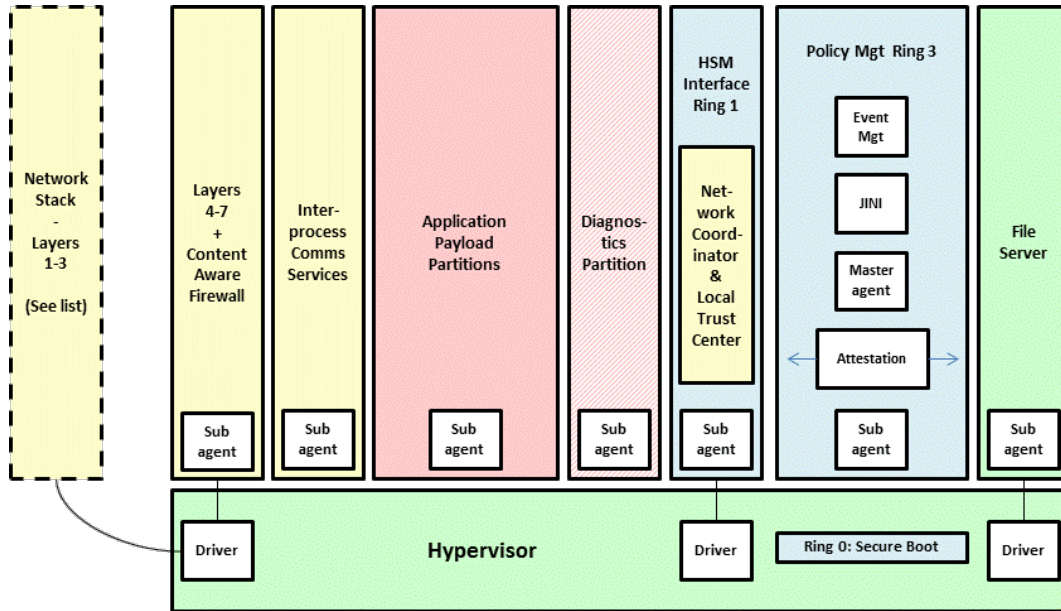 Network
Stack
-
Layers
1-3
(See list)
Layers
4-7
+
Content
Aware
Firewall
Sub
agent
Inter-
process
Comms
Services
Sub
agent
Application
Payload
Partitions
Sub
agent
Diagnos-
tics
Partition
Sub
agent
HSM
Interface
Ring 1
Net-
work
Coord-
inator
&
Local
Trust
Center
Sub
agent
Policy Mgt Ring 3
Event
Mgt
JINI
Master
agent
Attestation
Sub
agent
File
Server
Sub
agent
Driver
Hypervisor
Driver
Ring 0: Secure Boot
Driver